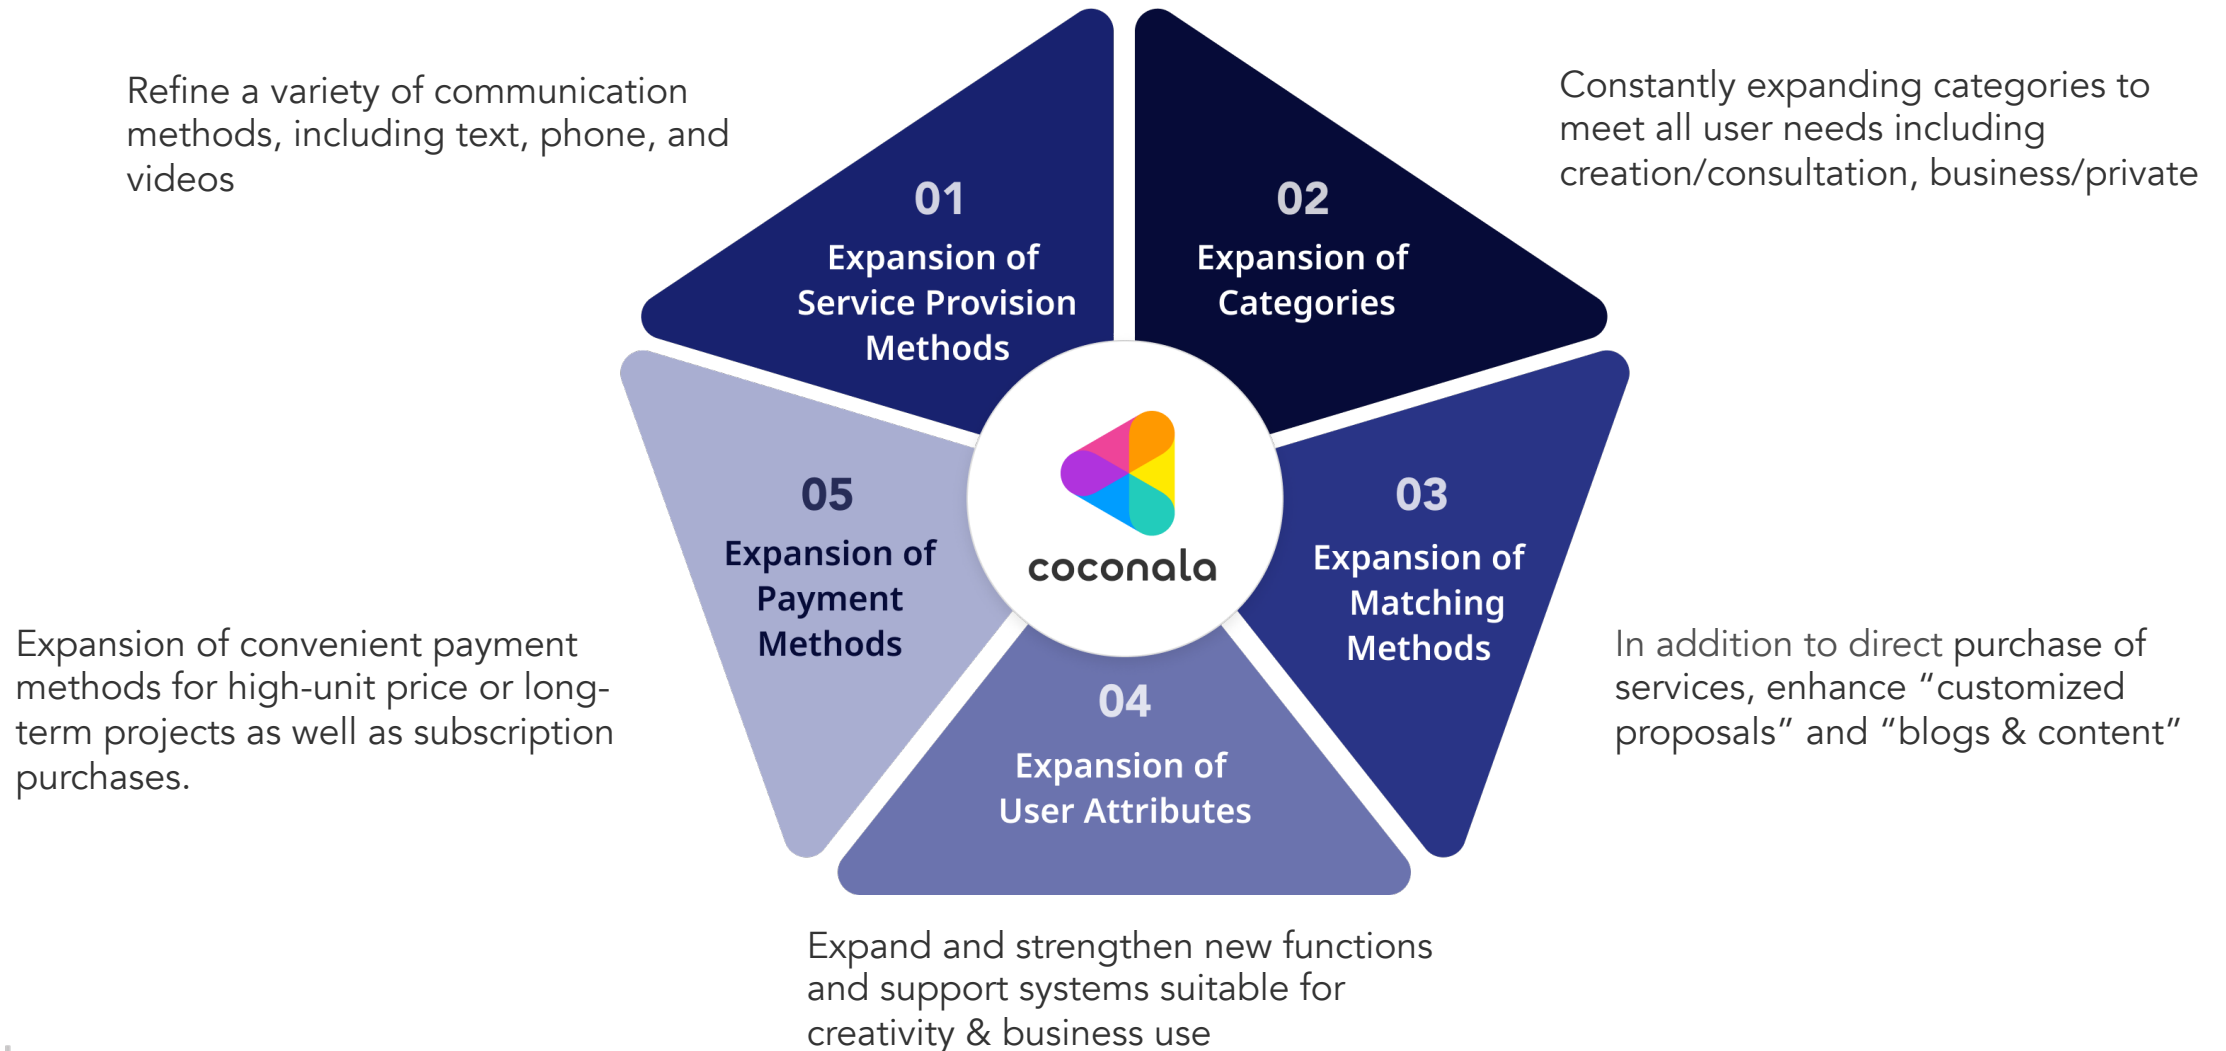 Refine a variety of communication
methods, including text, phone, and
videos
01
Expansion of
Service Provision
Methods
02
Expansion of
Categories
Constantly expanding categories to
meet all user needs including
creation/consultation, business/private
03
Expansion of
Matching
Methods
In addition to direct purchase of
services, enhance “customized
proposals” and “blogs & content”
04
Expansion of
User Attributes
Expand and strengthen new functions
and support systems suitable for
creativity & business use
05
Expansion of
Payment
Methods
Expansion of convenient payment
methods for high-unit price or long-
term projects as well as subscription
purchases.
coconala